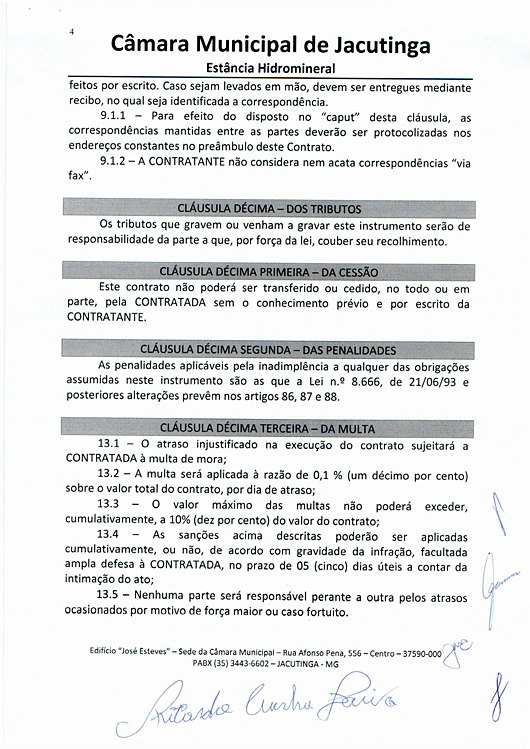 4
Câmara Municipal de Jacutinga
Estância Hidromineral
feitos por escrito. Caso sejam levados em mão, devem ser entregues mediante
recibo, no qual seja identificada a correspondência.
9.1.1 – Para efeito do disposto no “caput” desta cláusula, as
correspondências mantidas entre as partes deverão ser protocolizadas nos
endereços constantes no preâmbulo deste Contrato.
9.1.2 – A CONTRATANTE não considera nem acata correspondências “via
fax”.
CLÁUSULA DÉCIMA – DOS TRIBUTOS
Os tributos que gravem ou venham a gravar este instrumento serão de
responsabilidade da parte a que, por força da lei, couber seu recolhimento.
CLÁUSULA DÉCIMA PRIMEIRA – DA CESSÃO
Este contrato não poderá ser transferido ou cedido, no todo ou em
parte, pela CONTRATADA sem o conhecimento prévio e por escrito da
CONTRATANTE.
CLÁUSULA DÉCIMA SEGUNDA – DAS PENALIDADES
As penalidades aplicáveis pela inadimplência a qualquer das obrigações
assumidas neste instrumento são as que a Lei n.º 8.666, de 21/06/93 e
posteriores alterações prevêm nos artigos 86, 87 e 88.
CLÁUSULA DÉCIMA TERCEIRA – DA MULTA
13.1 – O atraso injustificado na execução do contrato sujeitará a
CONTRATADA à multa de mora;
13.2 – A multa será aplicada à razão de 0,1 % (um décimo por cento)
sobre o valor total do contrato, por dia de atraso;
13.3 – O valor máximo das multas não poderá exceder,
cumulativamente, a 10% (dez por cento) do valor do contrato;
13.4 – As sanções acima descritas poderão ser aplicadas
cumulativamente, ou não, de acordo com gravidade da infração, facultada
ampla defesa à CONTRATADA, no prazo de 05 (cinco) dias úteis a contar da
intimação do ato;
13.5 – Nenhuma parte será responsável perante a outra pelos atrasos
ocasionados por motivo de força maior ou caso fortuito.
Edifício “José Esteves” – Sede da Câmara Municipal – Rua Afonso Pena, 556 – Centro – 37590-000
PABX (35) 3443-6602 – JACUTINGA - MG